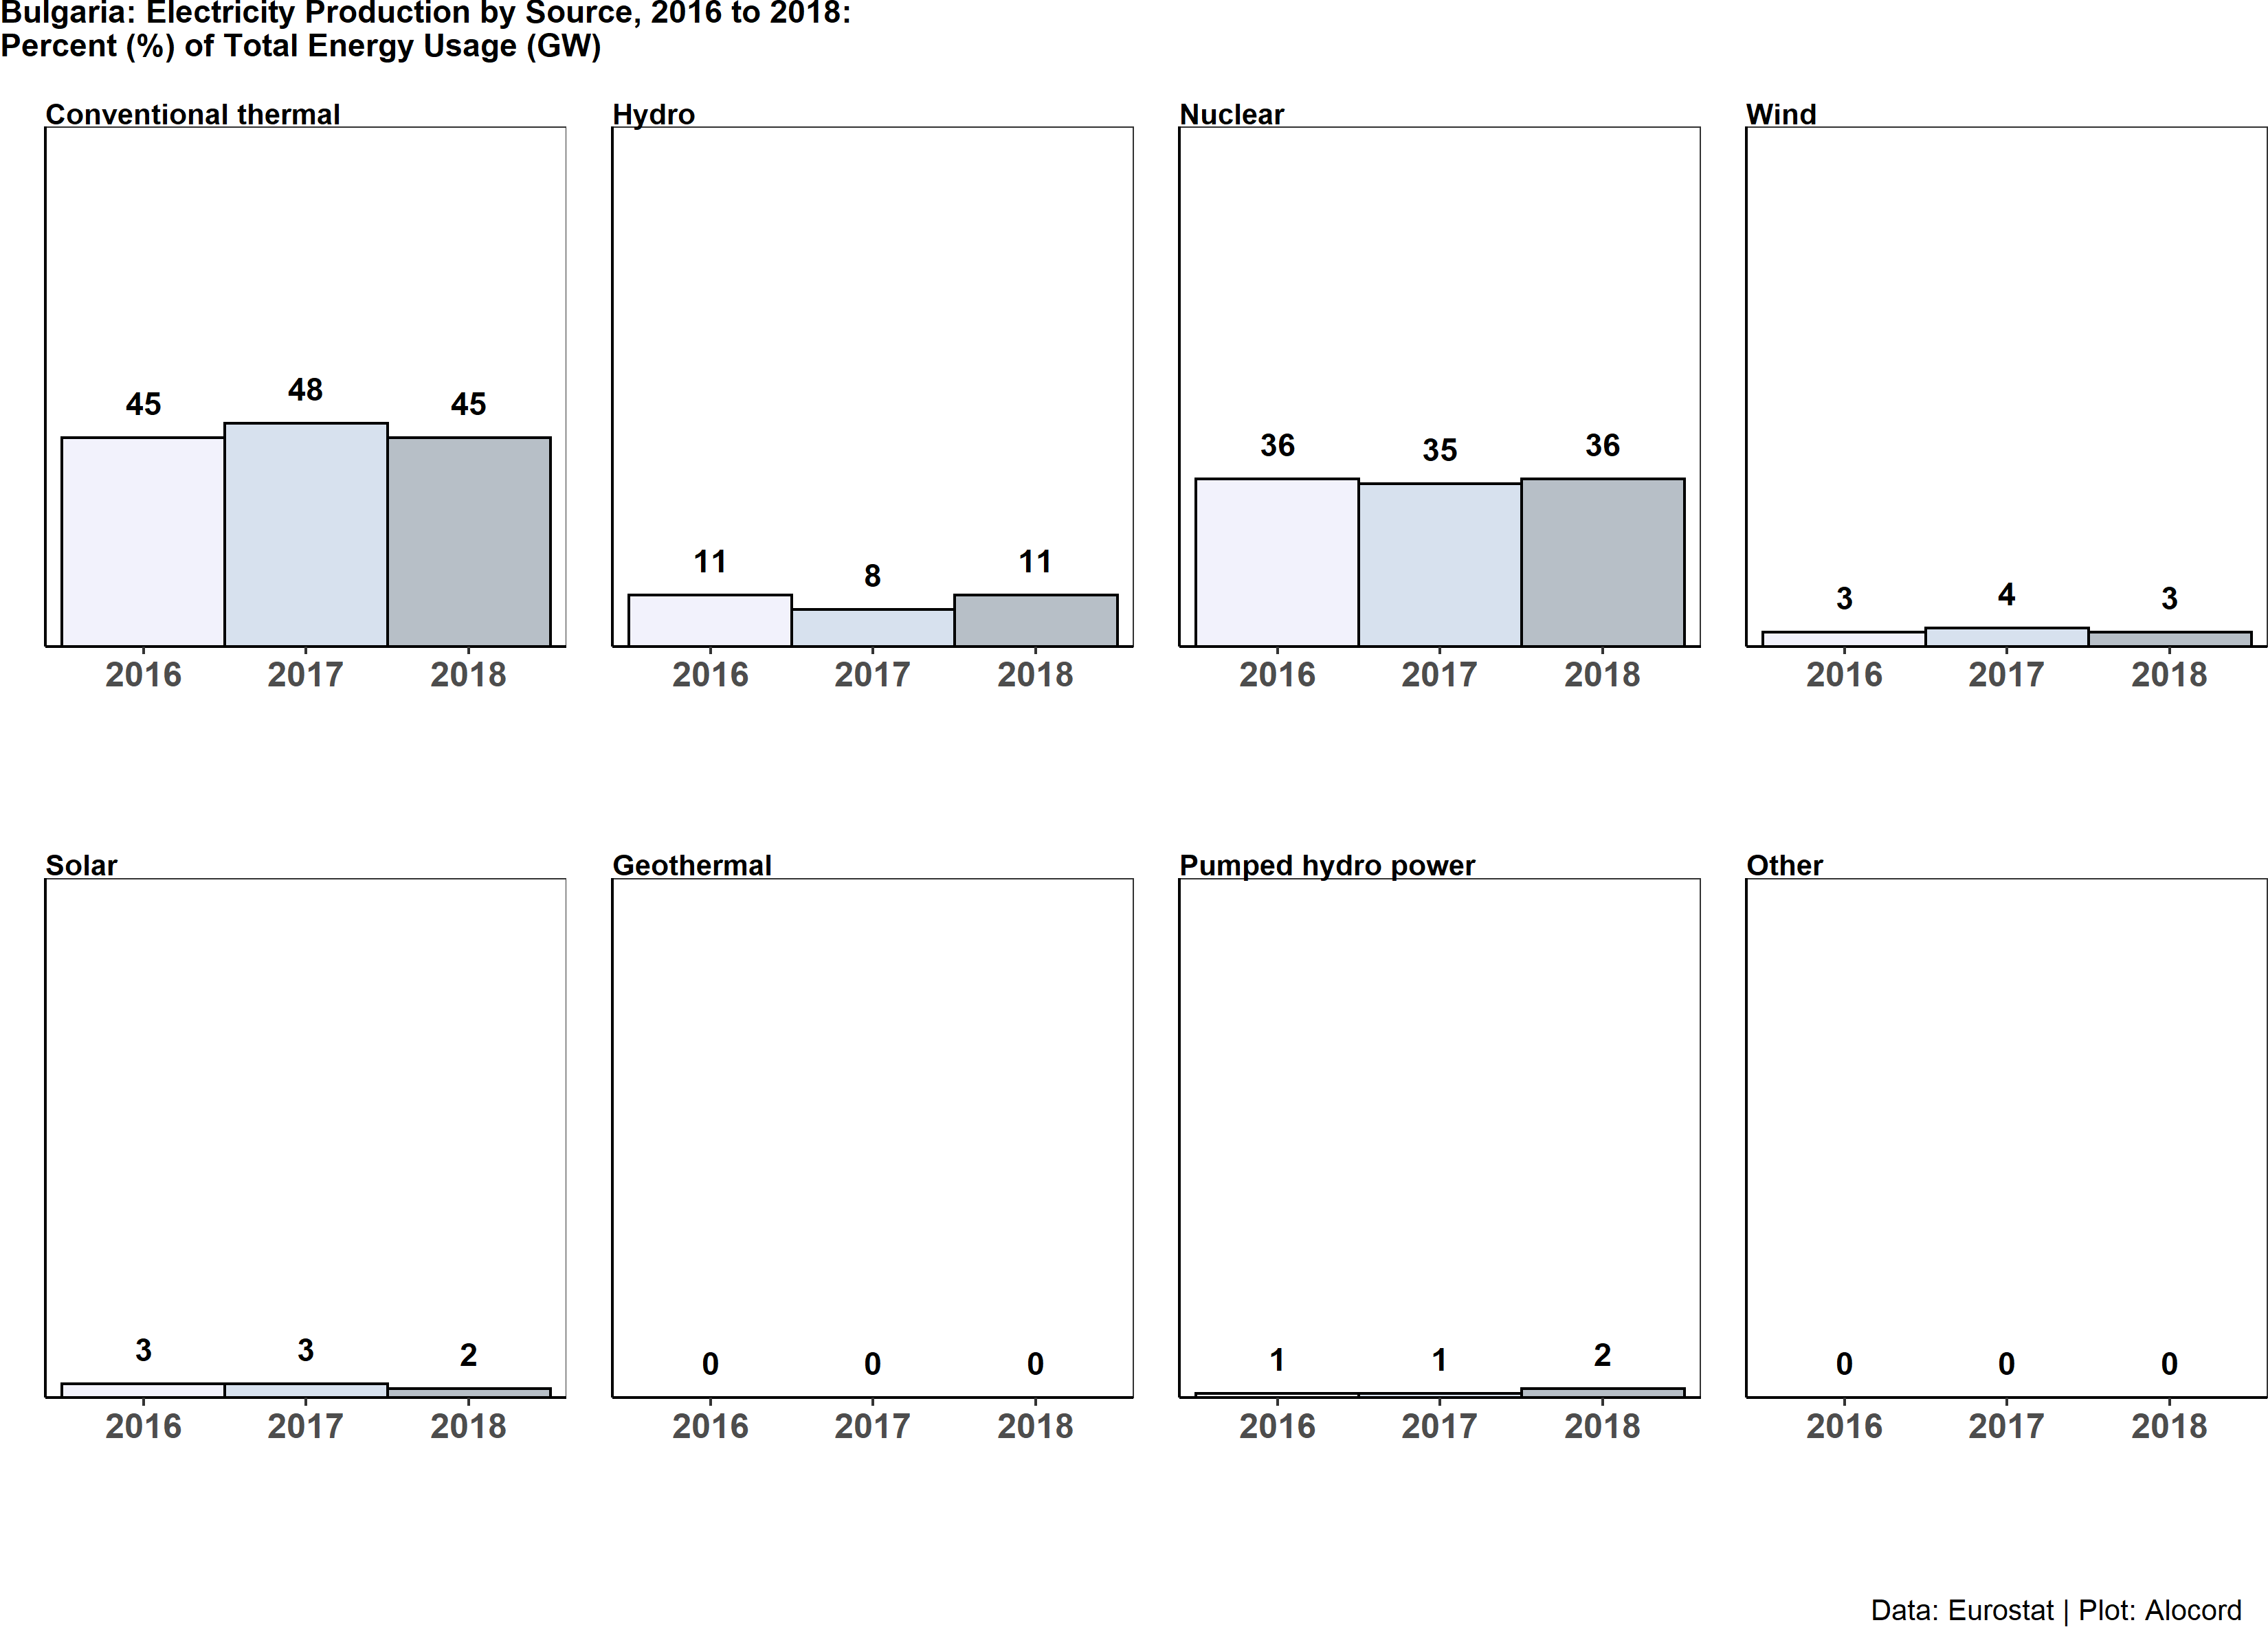 Bulgaria: Electricity Production by Source, 2016 to 2018:
Percent (%) of Total Energy Usage (GW)
Conventional thermal
45 48 45
2016 2017 2018
Hydro
11 8 11
2016 2017 2018
Nuclear
36 35 36
2016 2017 2018
Wind
3 4 3
2016 2017 2018
Solar
3 3 2
2016 2017 2018
Geothermal
0 0 0
2016 2017 2018
Pumped hydro power
1 1 2
2016 2017 2018
Other
0 0 0
2016 2017 2018
Data: Eurostat | Plot: Alocord